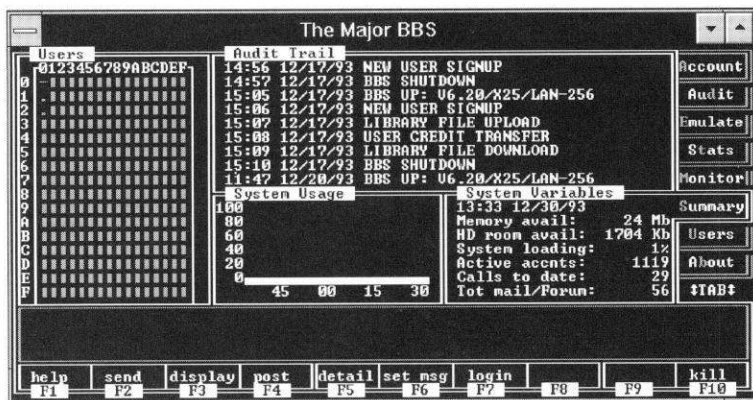 The Major BBS
Users
0123456789ABCDEF
0
1
2
3
4
5
6
7
8
9
A
B
C
D
E
F
Audit Trail
14:56 12/17/93 NEW USER SIGNUP
14:57 12/17/93 BBS SHUTDOWN
15:05 12/17/93 BBS UP: V6.20/X25/LAN-256
15:06 12/17/93 NEW USER SIGNUP
15:07 12/17/93 LIBRARY FILE UPLOAD
15:08 12/17/93 USER CREDIT TRANSFER
15:09 12/17/93 LIBRARY FILE DOWNLOAD
15:10 12/17/93 BBS SHUTDOWN
11:47 12/20/93 BBS UP: V6.20/X25/LAN-256
System Usage
100
80
60
40
20
0
45 00 15 30
System Variables
13:33 12/30/93
Memory avail: 24 Mb
HD room avail: 1704 Kb
System loading: 1%
Active accnts: 1119
Calls to date: 29
Tot mail/Forum: 56
Account
Audit
Emulate
Stats
Monitor
Summary
Users
About
↕TAB↕
help send display post detail set msg login kill
F1 F2 F3 F4 F5 F6 F7 F8 F9 F10